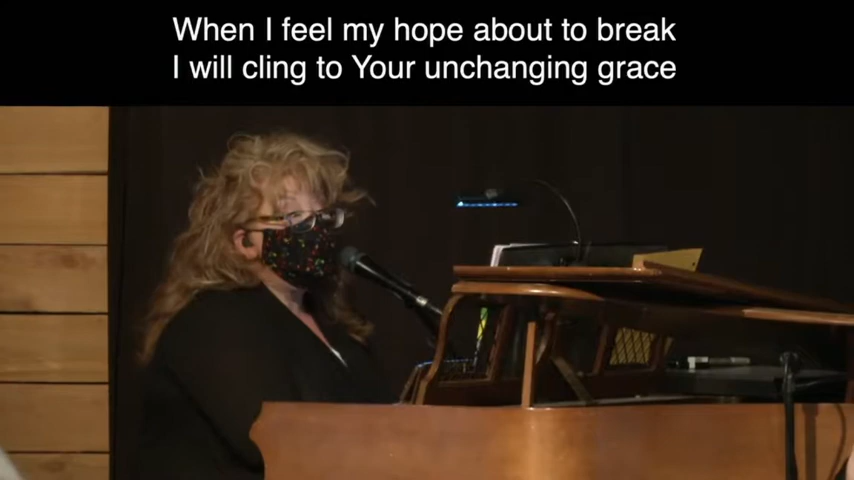 When I feel my hope about to break
I will cling to Your unchanging grace